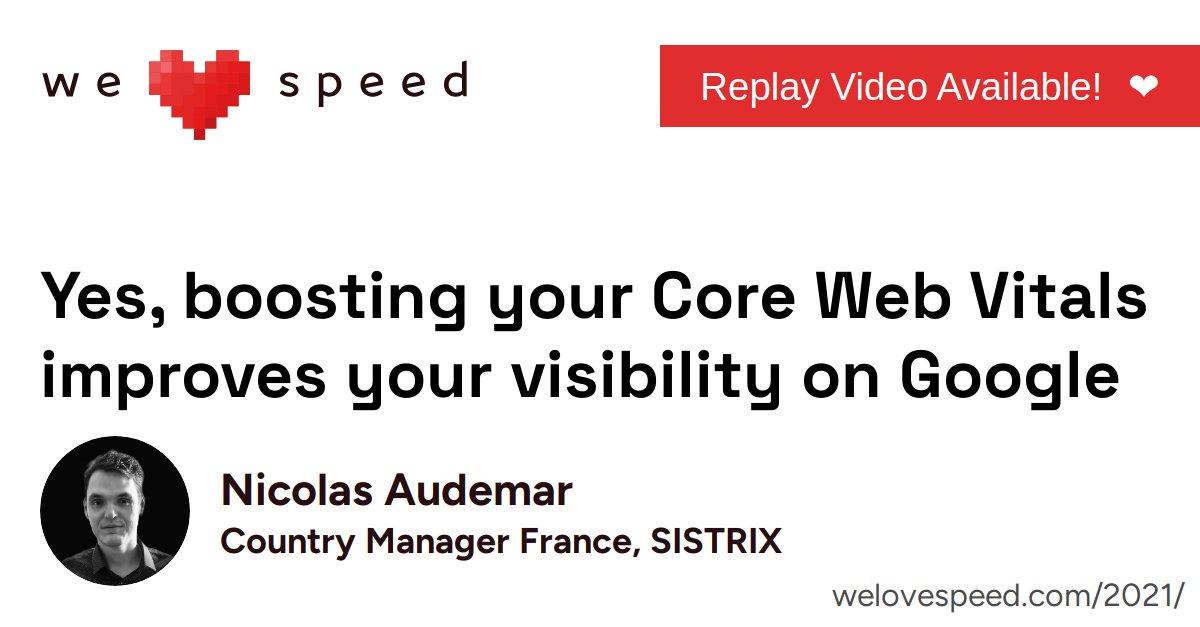 we speed
Replay Video Available! ❤
Yes, boosting your Core Web Vitals
improves your visibility on Google
Nicolas Audemar
Country Manager France, SISTRIX
welovespeed.com/2021/